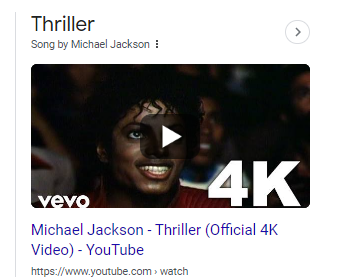 Thriller
Song by Michael Jackson
vevo
4K
Michael Jackson - Thriller (Official 4K
Video) - YouTube
https://www.youtube.com › watch